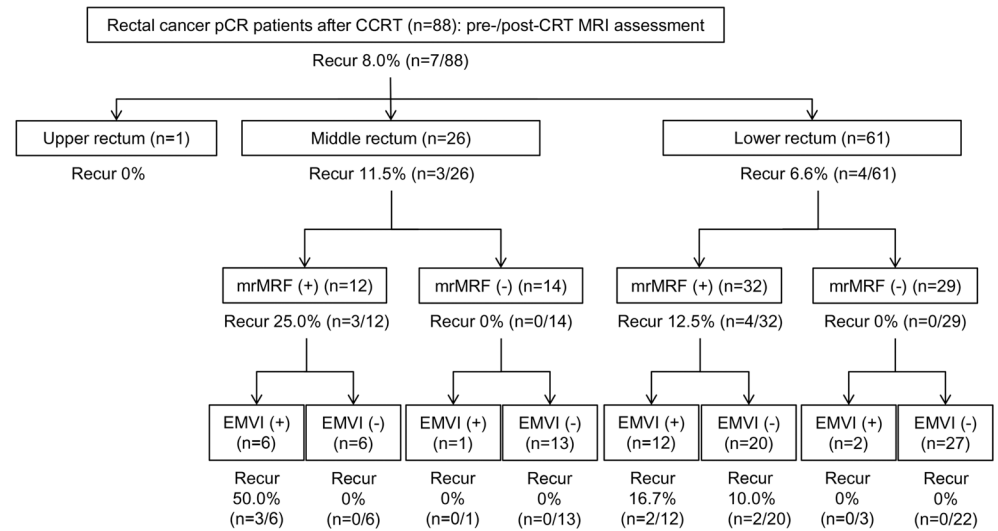 Rectal cancer pCR patients after CCRT (n=88): pre-/post-CRT MRI assessment
Recur 8.0% (n=7/88)
Upper rectum (n=1)
Middle rectum (n=26)
Lower rectum (n=61)
Recur 0%
Recur 11.5% (n=3/26)
Recur 6.6% (n=4/61)
mrMRF (+) (n=12)
mrMRF (-) (n=14)
mrMRF (+) (n=32)
mrMRF (-) (n=29)
Recur 25.0% (n=3/12)
Recur 0% (n=0/14)
Recur 12.5% (n=4/32)
Recur 0% (n=0/29)
EMVI (+)
(n=6)
EMVI (-)
(n=6)
EMVI (+)
(n=1)
EMVI (-)
(n=13)
EMVI (+)
(n=12)
EMVI (-)
(n=20)
EMVI (+)
(n=2)
EMVI (-)
(n=27)
Recur
50.0%
(n=3/6)
Recur
0%
(n=0/6)
Recur
0%
(n=0/1)
Recur
0%
(n=0/13)
Recur
16.7%
(n=2/12)
Recur
10.0%
(n=2/20)
Recur
0%
(n=0/3)
Recur
0%
(n=0/22)